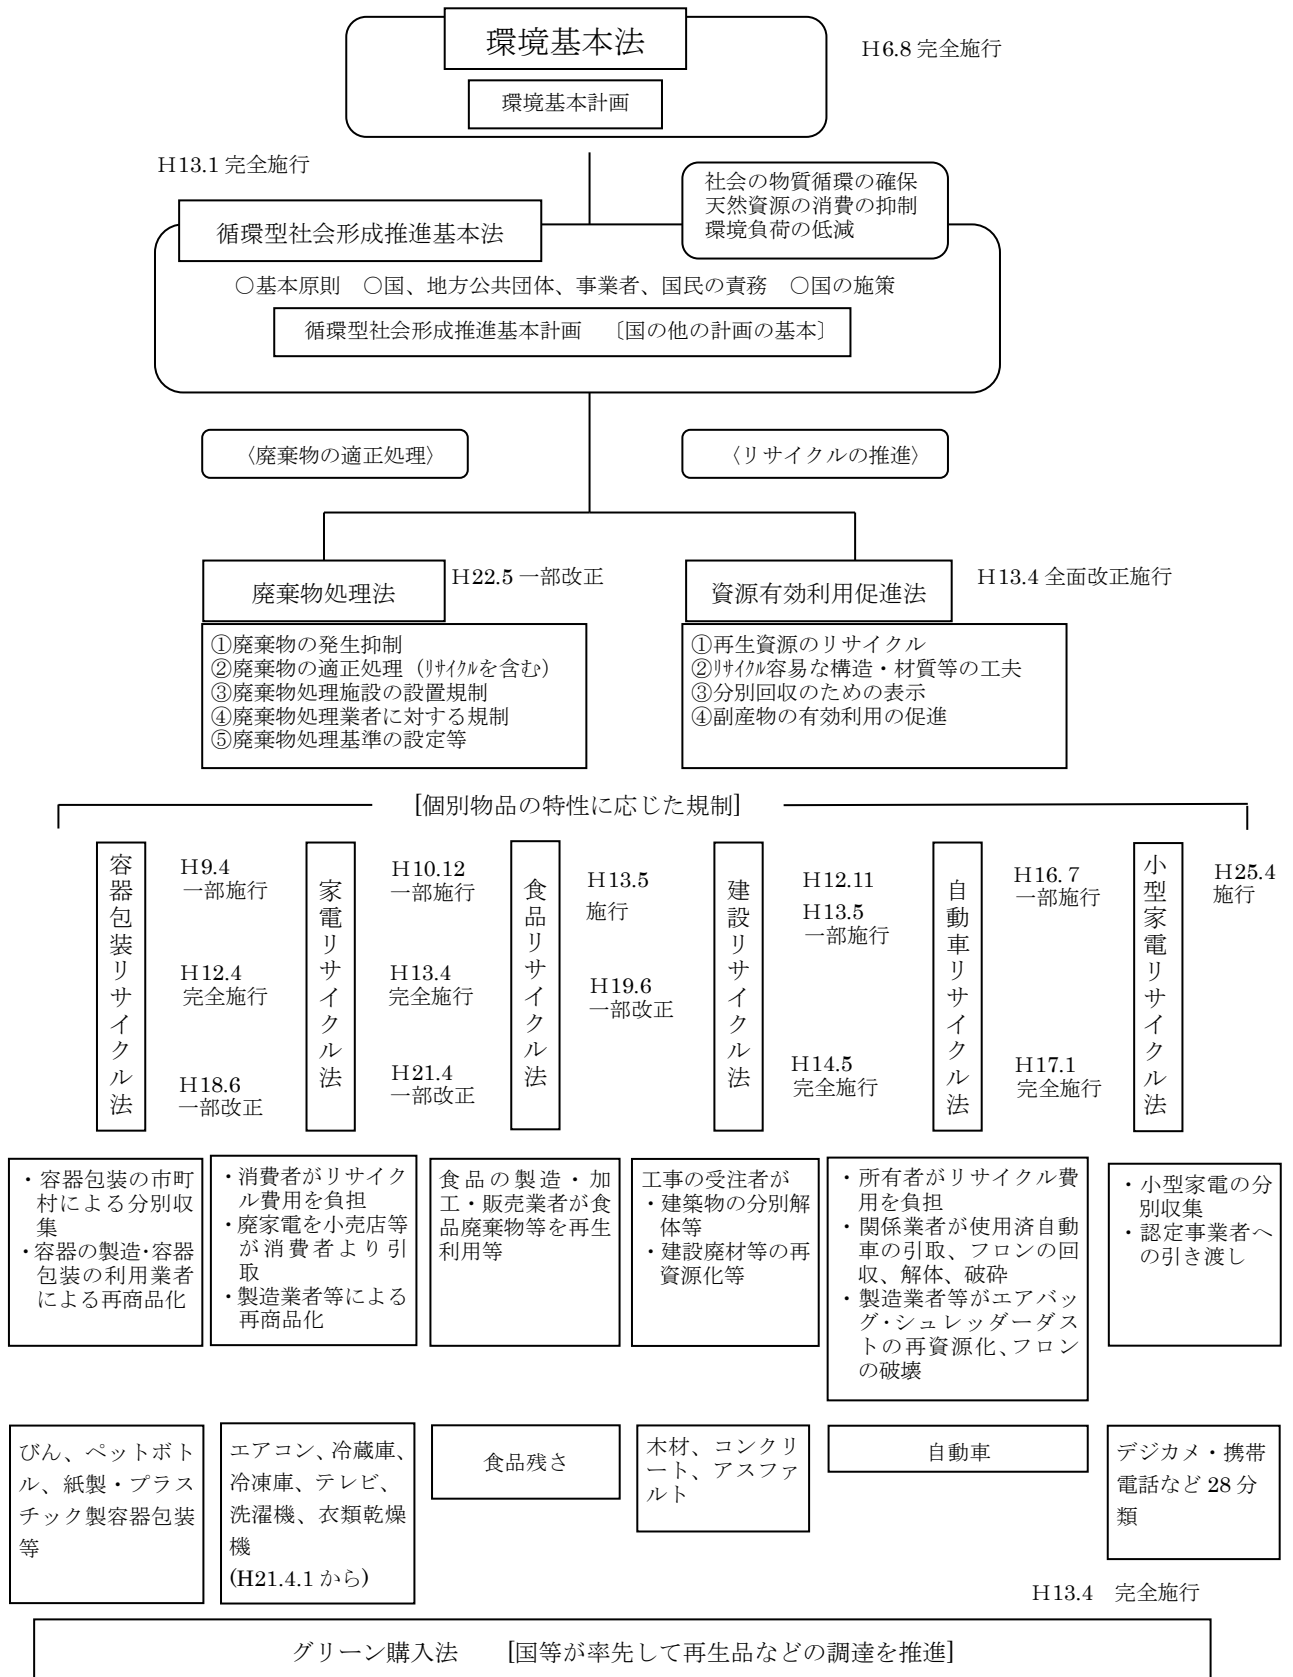 環境基本法
H6.8 完全施行
環境基本計画
H13.1 完全施行
社会の物質循環の確保
天然資源の消費の抑制
環境負荷の低減
循環型社会形成推進基本法
○基本原則　○国、地方公共団体、事業者、国民の責務　○国の施策
循環型社会形成推進基本計画　〔国の他の計画の基本〕
〈廃棄物の適正処理〉
〈リサイクルの推進〉
廃棄物処理法
H22.5 一部改正
①廃棄物の発生抑制
②廃棄物の適正処理（ﾘｻｲｸﾙを含む）
③廃棄物処理施設の設置規制
④廃棄物処理業者に対する規制
⑤廃棄物処理基準の設定等
資源有効利用促進法
H13.4 全面改正施行
①再生資源のリサイクル
②ﾘｻｲｸﾙ容易な構造・材質等の工夫
③分別回収のための表示
④副産物の有効利用の促進
[個別物品の特性に応じた規制]
容器包装リサイクル法
H9.4
一部施行
H12.4
完全施行
H18.6
一部改正
家電リサイクル法
H10.12
一部施行
H13.4
完全施行
H21.4
一部改正
食品リサイクル法
H13.5
施行
H19.6
一部改正
建設リサイクル法
H12.11
H13.5
一部施行
H14.5
完全施行
自動車リサイクル法
H16.7
一部施行
H17.1
完全施行
小型家電リサイクル法
H25.4
施行
・容器包装の市町
村による分別収
集
・容器の製造・容器
包装の利用業者
による再商品化
・消費者がリサイク
ル費用を負担
・廃家電を小売店等
が消費者より引
取
・製造業者等による
再商品化
食品の製造・加
工・販売業者が食
品廃棄物等を再生
利用等
工事の受注者が
・建築物の分別解
体等
・建設廃材等の再
資源化等
・所有者がリサイクル費
用を負担
・関係業者が使用済自動
車の引取、フロンの回
収、解体、破砕
・製造業者等がエアバッ
グ・シュレッダーダス
トの再資源化、フロン
の破壊
・小型家電の分
別収集
・認定事業者へ
の引き渡し
びん、ペットボト
ル、紙製・プラス
チック製容器包装
等
エアコン、冷蔵庫、
冷凍庫、テレビ、
洗濯機、衣類乾燥
機
(H21.4.1 から)
食品残さ
木材、コンクリ
ート、アスファ
ルト
自動車
デジカメ・携帯
電話など 28 分
類
H13.4　完全施行
グリーン購入法　[国等が率先して再生品などの調達を推進]